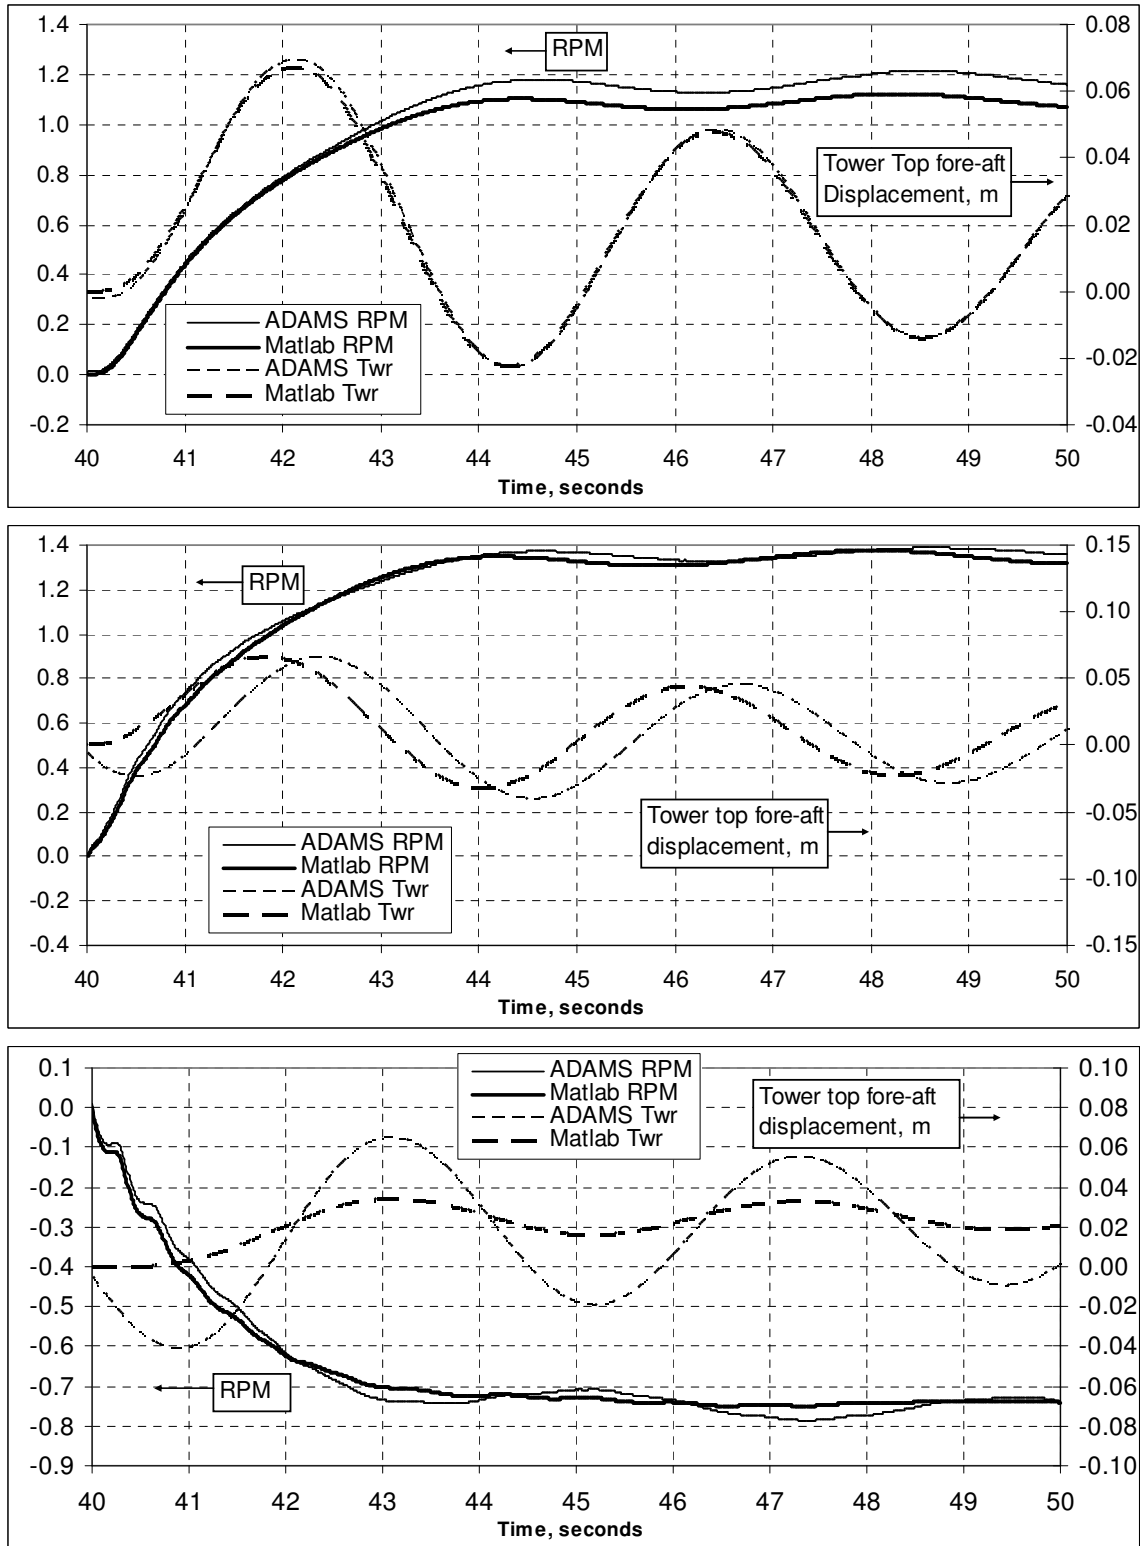 1.4
1.2
1.0
0.8
0.6
0.4
0.2
0.0
-0.2
RPM
Tower Top fore-aft
Displacement, m
ADAMS RPM
Matlab RPM
ADAMS Twr
Matlab Twr
0.08
0.06
0.04
0.02
0.00
-0.02
-0.04
40 41 42 43 44 45 46 47 48 49 50
Time, seconds
1.4
1.2
1.0
0.8
0.6
0.4
0.2
0.0
-0.2
-0.4
RPM
Tower top fore-aft
displacement, m
ADAMS RPM
Matlab RPM
ADAMS Twr
Matlab Twr
0.15
0.10
0.05
0.00
-0.05
-0.10
-0.15
40 41 42 43 44 45 46 47 48 49 50
Time, seconds
0.1
0.0
-0.1
-0.2
-0.3
-0.4
-0.5
-0.6
-0.7
-0.8
-0.9
ADAMS RPM
Matlab RPM
ADAMS Twr
Matlab Twr
Tower top fore-aft
displacement, m
RPM
0.10
0.08
0.06
0.04
0.02
0.00
-0.02
-0.04
-0.06
-0.08
-0.10
40 41 42 43 44 45 46 47 48 49 50
Time, seconds